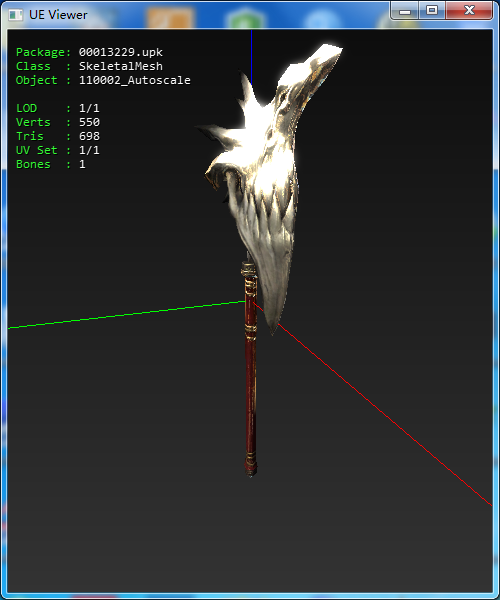 UE Viewer
Package: 00013229.upk
Class  : SkeletalMesh
Object : 110002_Autoscale
LOD    : 1/1
Verts  : 550
Tris   : 698
UV Set : 1/1
Bones  : 1